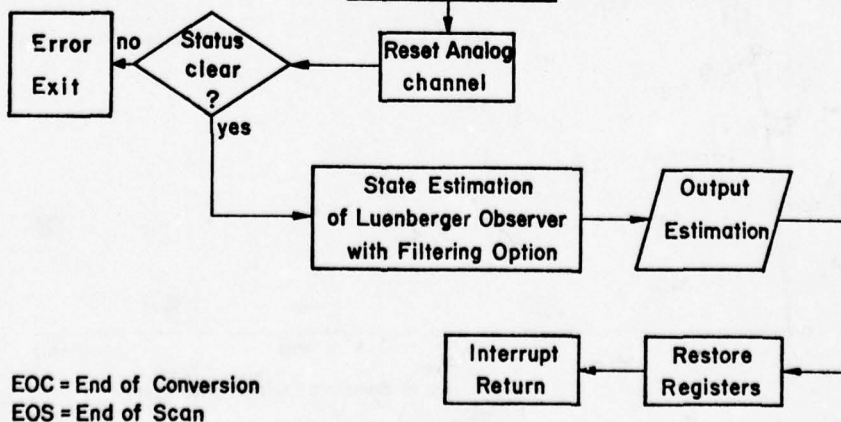 Error
Exit
no
Status
clear
?
yes
Reset Analog
channel
State Estimation
of Luenberger Observer
with Filtering Option
Output
Estimation
Interrupt
Return
Restore
Registers
EOC = End of Conversion
EOS = End of Scan